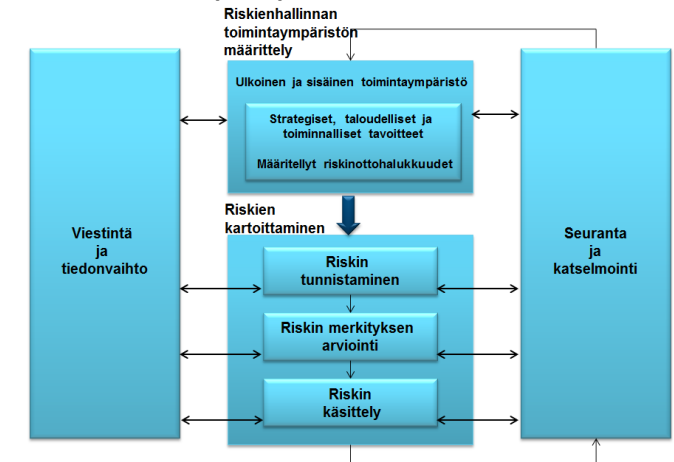 Riskienhallinnan
toimintaympäristön
määrittely
Ulkoinen ja sisäinen toimintaympäristö
Strategiset, taloudelliset ja
toiminnalliset tavoitteet
Määritellyt riskinottohalukkuudet
Riskien
kartoittaminen
Viestintä
ja
tiedonvaihto
Riskin
tunnistaminen
Riskin merkityksen
arviointi
Riskin
käsittely
Seuranta
ja
katselmointi